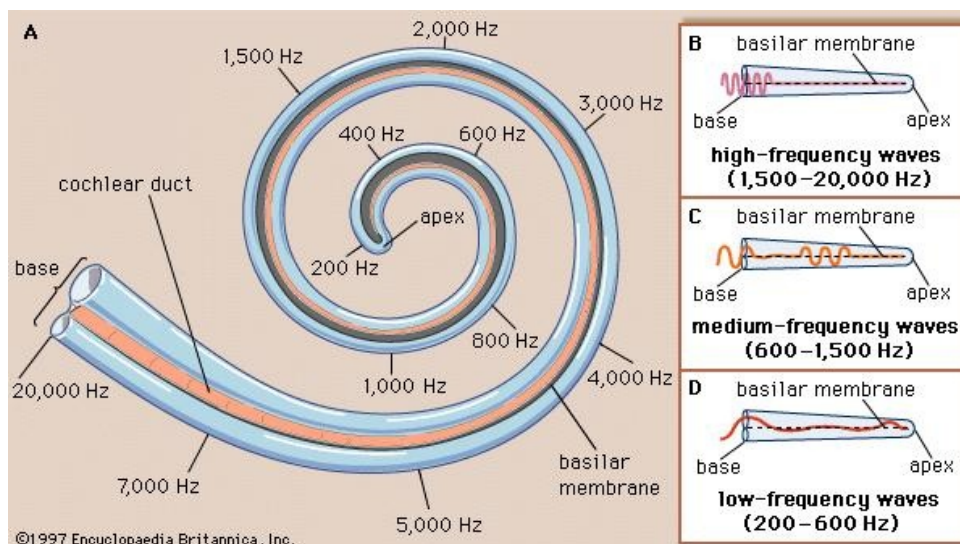 A
2,000 Hz
1,500 Hz
3,000 Hz
400 Hz
600 Hz
cochlear duct
apex
200 Hz
base
800 Hz
1,000 Hz
4,000 Hz
20,000 Hz
basilar
membrane
7,000 Hz
5,000 Hz
©1997 Encyclopaedia Britannica, Inc.
B
basilar membrane
base
apex
high-frequency waves
(1,500–20,000 Hz)
C
basilar membrane
base
apex
medium-frequency waves
(600–1,500 Hz)
D
basilar membrane
base
apex
low-frequency waves
(200–600 Hz)